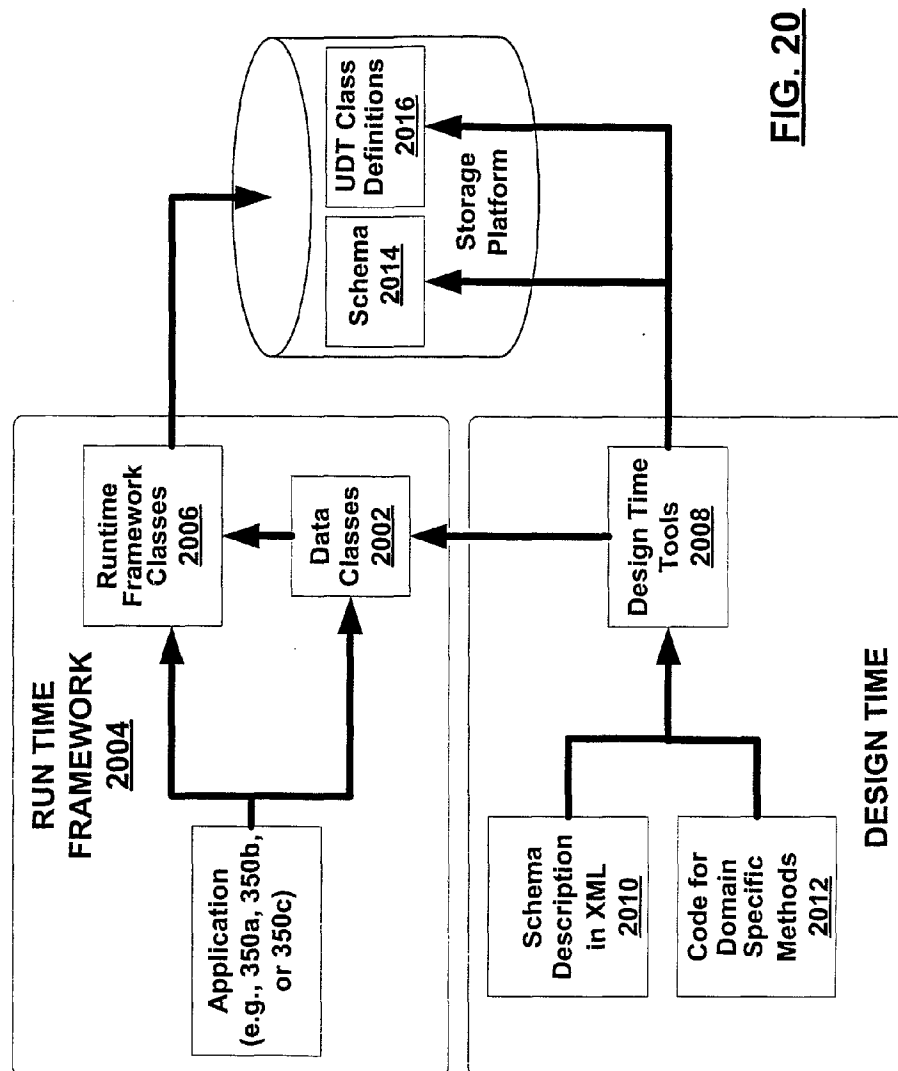 RUN TIME
FRAMEWORK
2004
Application
(e.g., 350a, 350b,
or 350c)
Runtime
Framework
Classes
2006
Data
Classes
2002
Schema
2014
UDT Class
Definitions
2016
Storage
Platform
Schema
Description
in XML
2010
Code for
Domain
Specific
Methods
2012
Design Time
Tools
2008
DESIGN TIME
FIG. 20